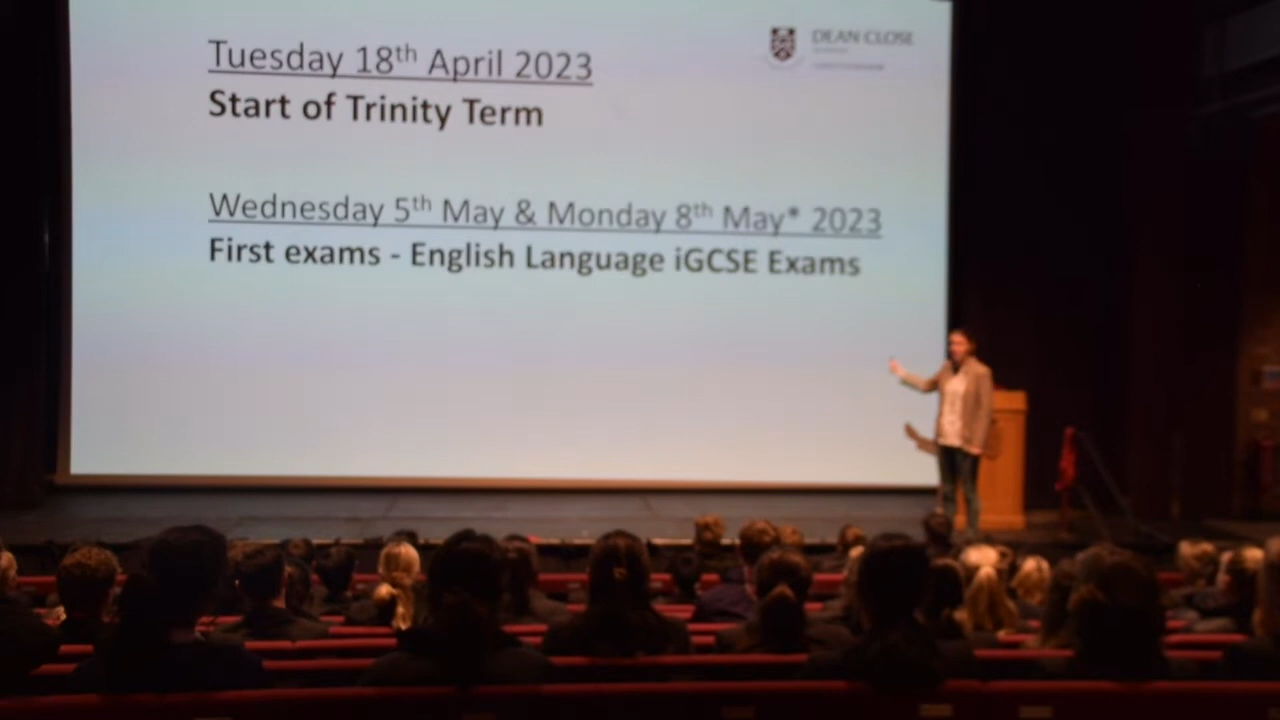 Tuesday 18th April 2023
DEAN CLOSE
Start of Trinity Term
Wednesday 5th May & Monday 8th May* 2023
First exams - English Language iGCSE Exams